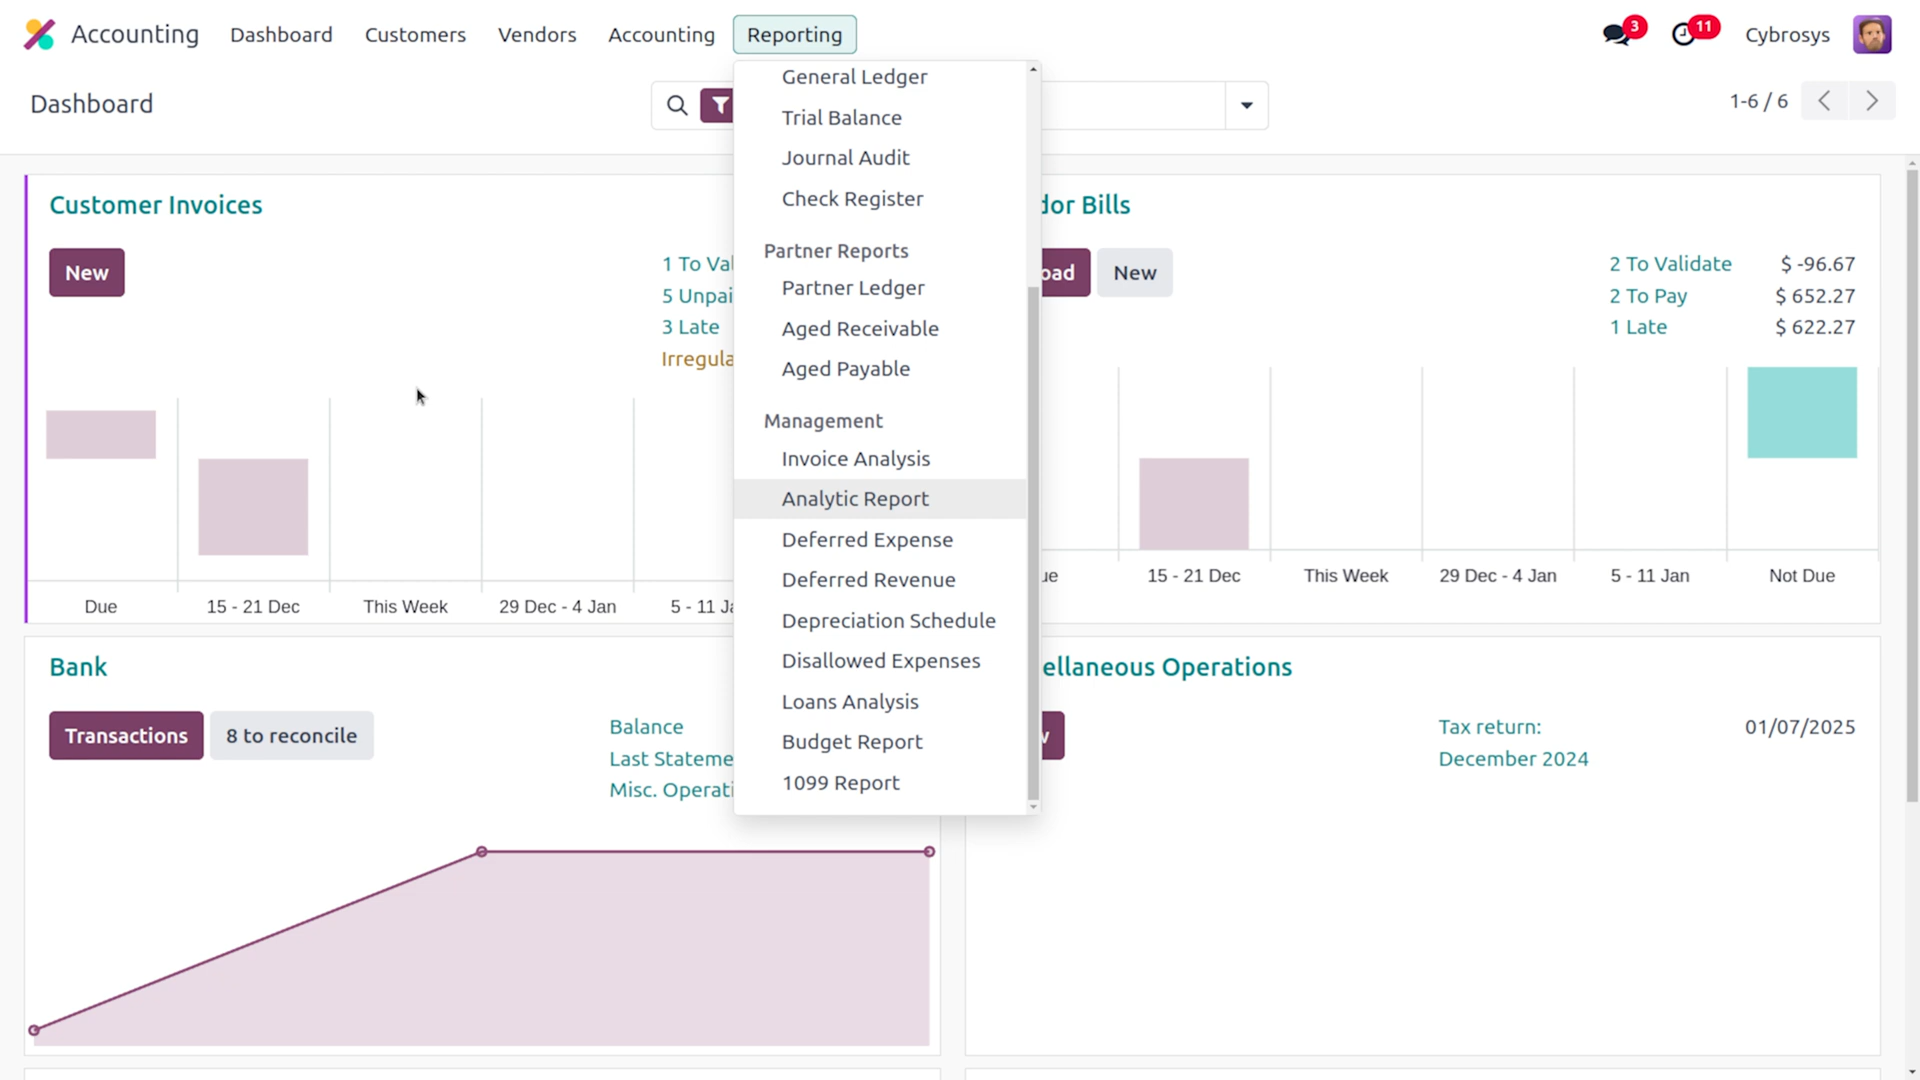 Accounting Dashboard Customers Vendors Accounting Reporting 3 11 Cybrosys
Dashboard 1-6 / 6
General Ledger
Trial Balance
Journal Audit
Check Register
Partner Reports
Partner Ledger
Aged Receivable
Aged Payable
Management
Invoice Analysis
Analytic Report
Deferred Expense
Deferred Revenue
Depreciation Schedule
Disallowed Expenses
Loans Analysis
Budget Report
1099 Report
Customer Invoices
New
1 To Val
5 Unpai
3 Late
Irregula
Due 15 - 21 Dec This Week 29 Dec - 4 Jan 5 - 11 Ja
dor Bills
oad New
2 To Validate $ -96.67
2 To Pay $ 652.27
1 Late $ 622.27
ue 15 - 21 Dec This Week 29 Dec - 4 Jan 5 - 11 Jan Not Due
Bank
Transactions 8 to reconcile
Balance
Last Stateme
Misc. Operati
ellaneous Operations
w
Tax return: 01/07/2025
December 2024